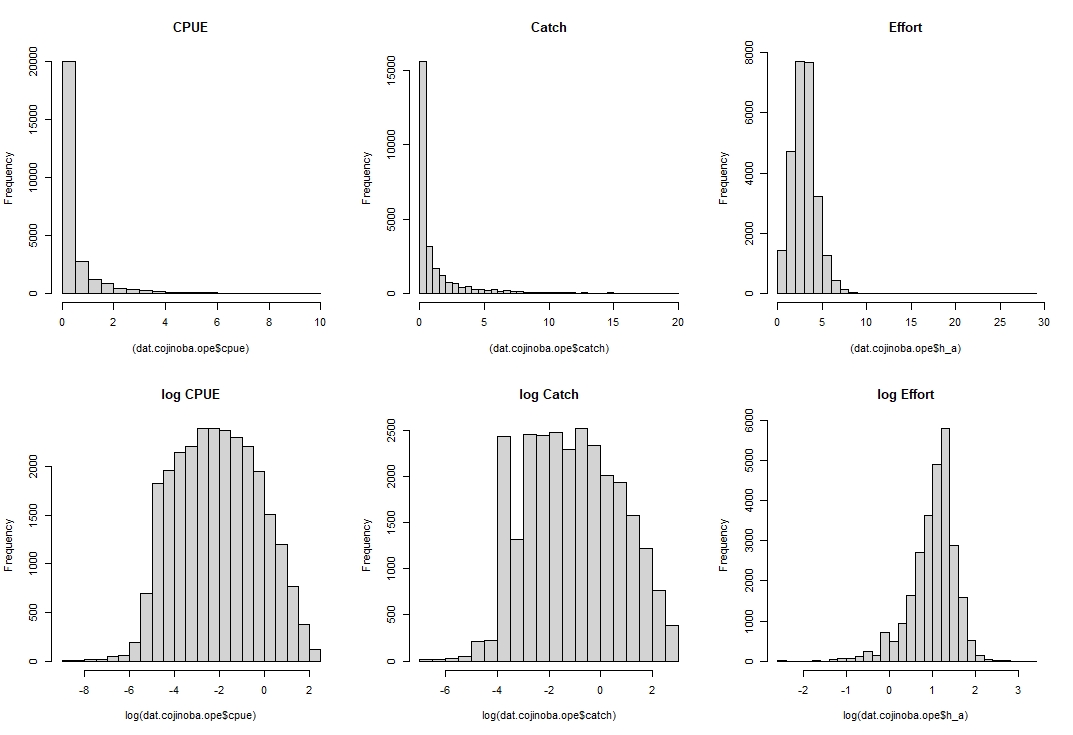 CPUE
Frequency
0
5000
10000
15000
20000
0 2 4 6 8 10
(dat.cojinoba.ope$cpue)
Catch
Frequency
0
5000
10000
15000
0 5 10 15 20
(dat.cojinoba.ope$catch)
Effort
Frequency
0
2000
4000
6000
8000
0 5 10 15 20 25 30
(dat.cojinoba.ope$h_a)
log CPUE
Frequency
0
500
1000
1500
2000
-8 -6 -4 -2 0 2
log(dat.cojinoba.ope$cpue)
log Catch
Frequency
0
500
1000
1500
2000
2500
-6 -4 -2 0 2
log(dat.cojinoba.ope$catch)
log Effort
Frequency
0
1000
2000
3000
4000
5000
6000
-2 -1 0 1 2 3
log(dat.cojinoba.ope$h_a)